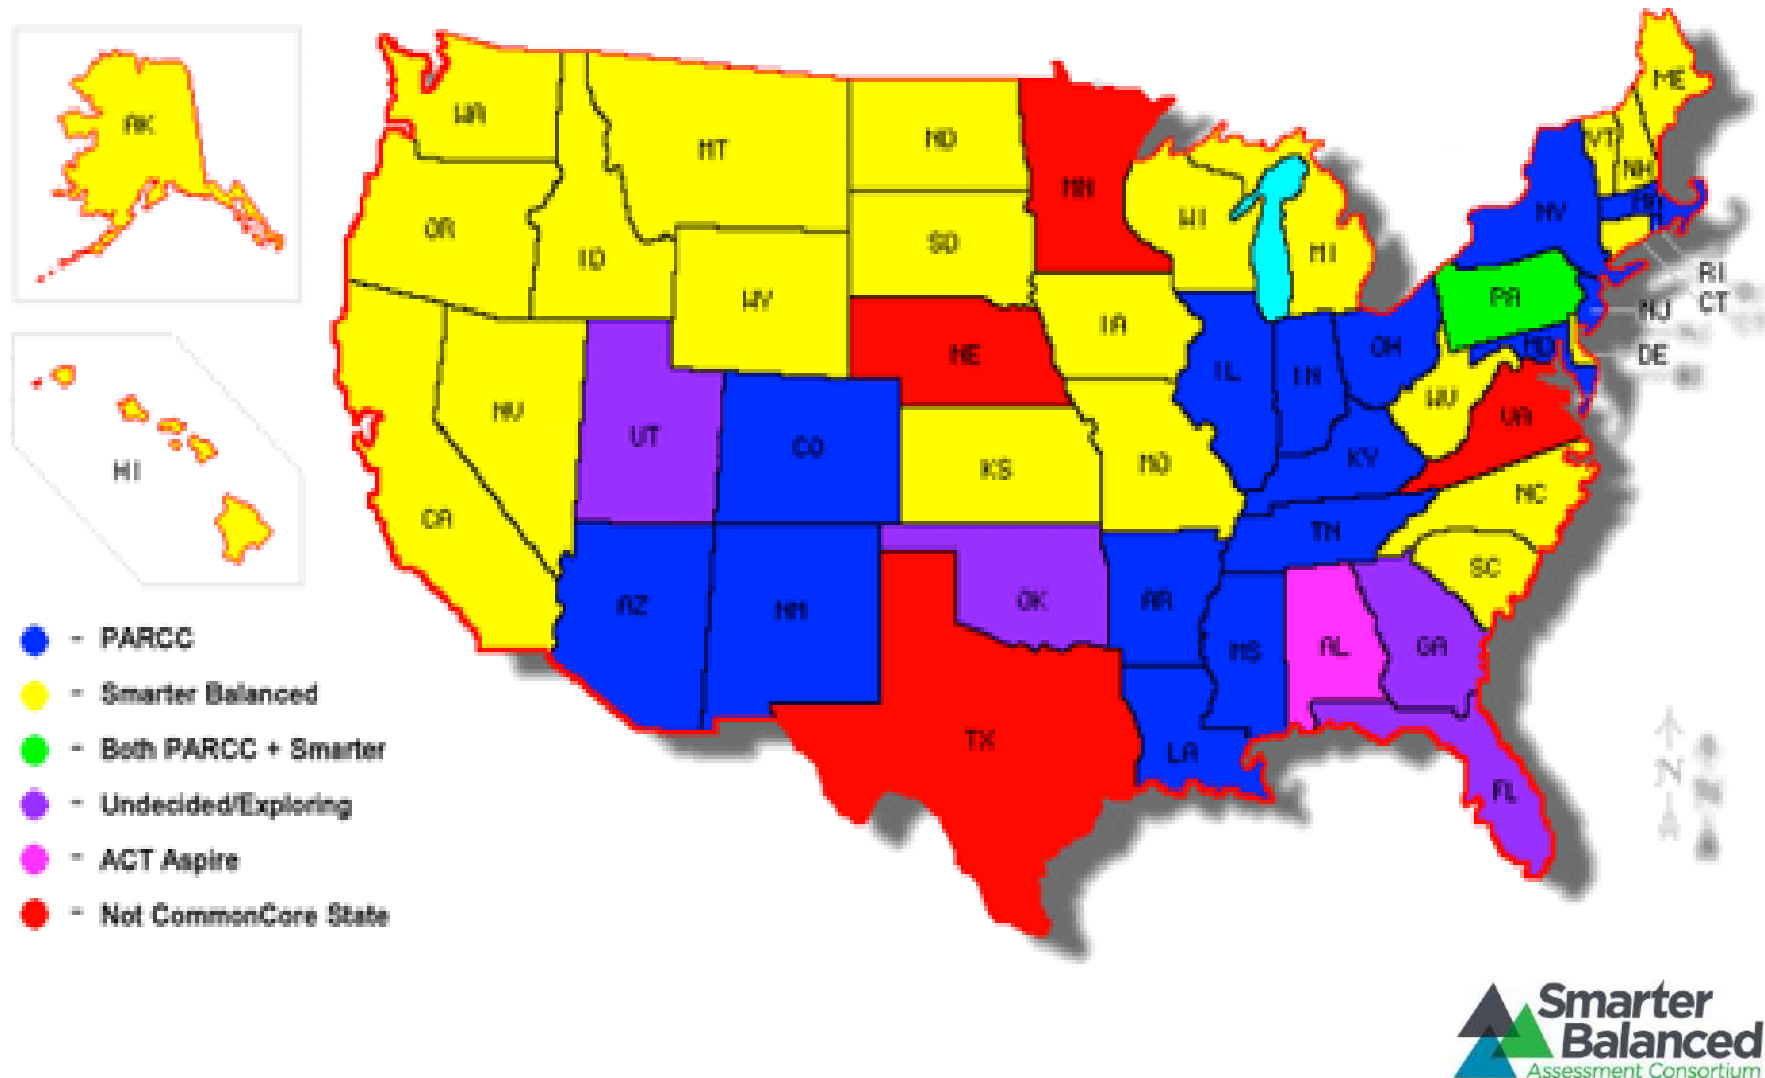 AK
HI
WA
MT
ND
MN
OR
ID
SD
WI
MI
WY
IA
NE
NV
UT
CO
KS
MO
IL
IN
OH
KY
WV
VA
CA
AZ
NM
OK
AR
TN
NC
SC
MS
AL
GA
TX
LA
FL
ME
VT
NH
NY
MA
PA
RI
CT
NJ
MD
DE
- PARCC
- Smarter Balanced
- Both PARCC + Smarter
- Undecided/Exploring
- ACT Aspire
- Not CommonCore State
N
N
Smarter
Balanced
Assessment Consortium